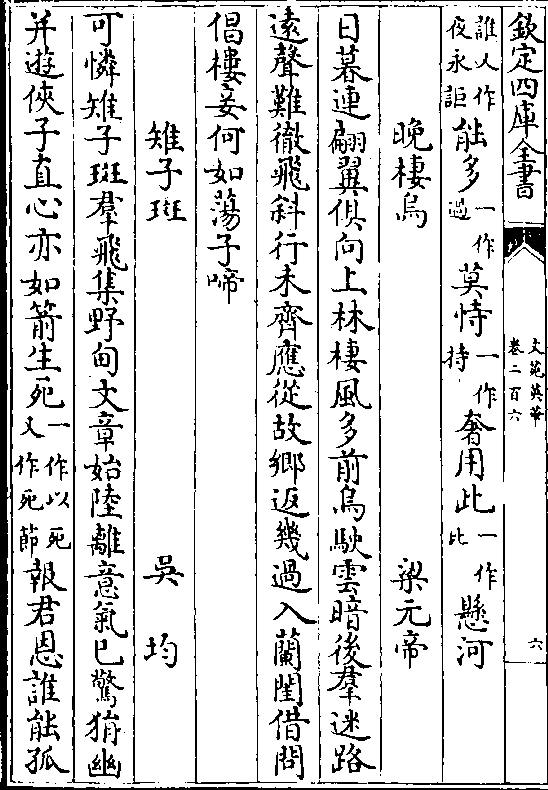 欽定四庫全書
文苑英華
卷二百六
六
誰人作
夜永詎能多一作
過莫恃一作
持奢用此一作
比懸河
晩棲烏 梁元帝
日暮連翩翼俱向上林棲風多前烏駛雲暗後羣迷路
遠聲難徹飛斜行未齊應從故鄉返幾過入蘭閨借問
倡樓妾何如蕩子啼
雉子斑 吳均
可憐雉子斑羣飛集野甸文章始陸離意氣已驚狷幽
并遊俠子直心亦如箭生死一作以死
又作死節報君恩誰能孤